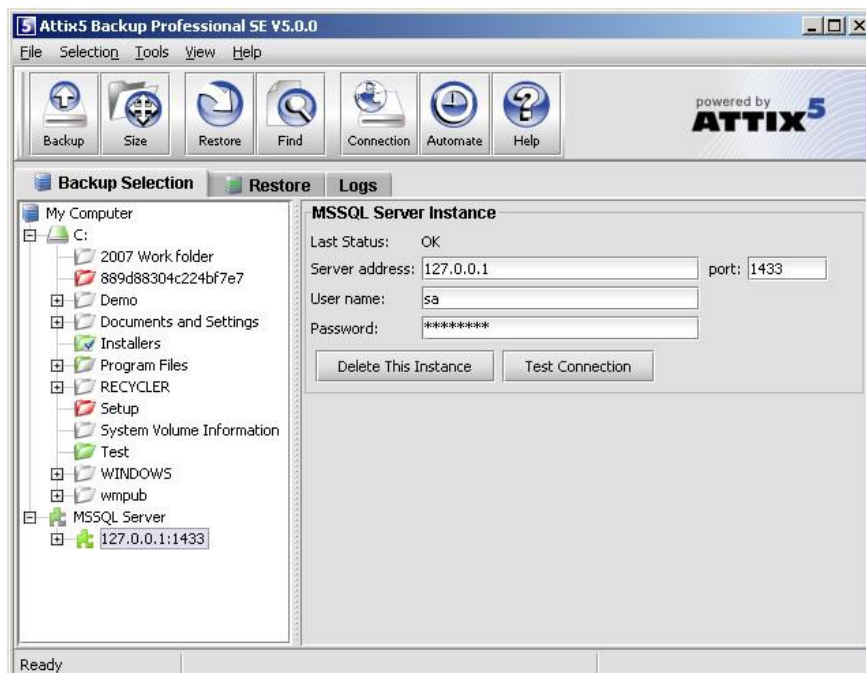 5 Attix5 Backup Professional SE V5.0.0
File Selection Tools View Help
Backup Size Restore Find Connection Automate Help
powered by
ATTIX5
Backup Selection Restore Logs
My Computer
C:
2007 Work folder
889d88304c224bf7e7
Demo
Documents and Settings
Installers
Program Files
RECYCLER
Setup
System Volume Information
Test
WINDOWS
wmpub
MSSQL Server
127.0.0.1:1433
MSSQL Server Instance
Last Status: OK
Server address: 127.0.0.1 port: 1433
User name: sa
Password: ********
Delete This Instance Test Connection
Ready